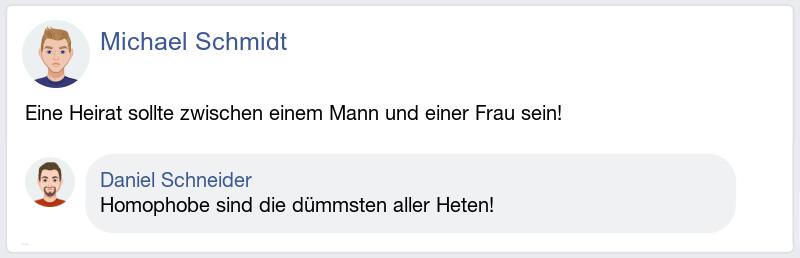 Michael Schmidt
Eine Heirat sollte zwischen einem Mann und einer Frau sein!
Daniel Schneider
Homophobe sind die dümmsten aller Heten!